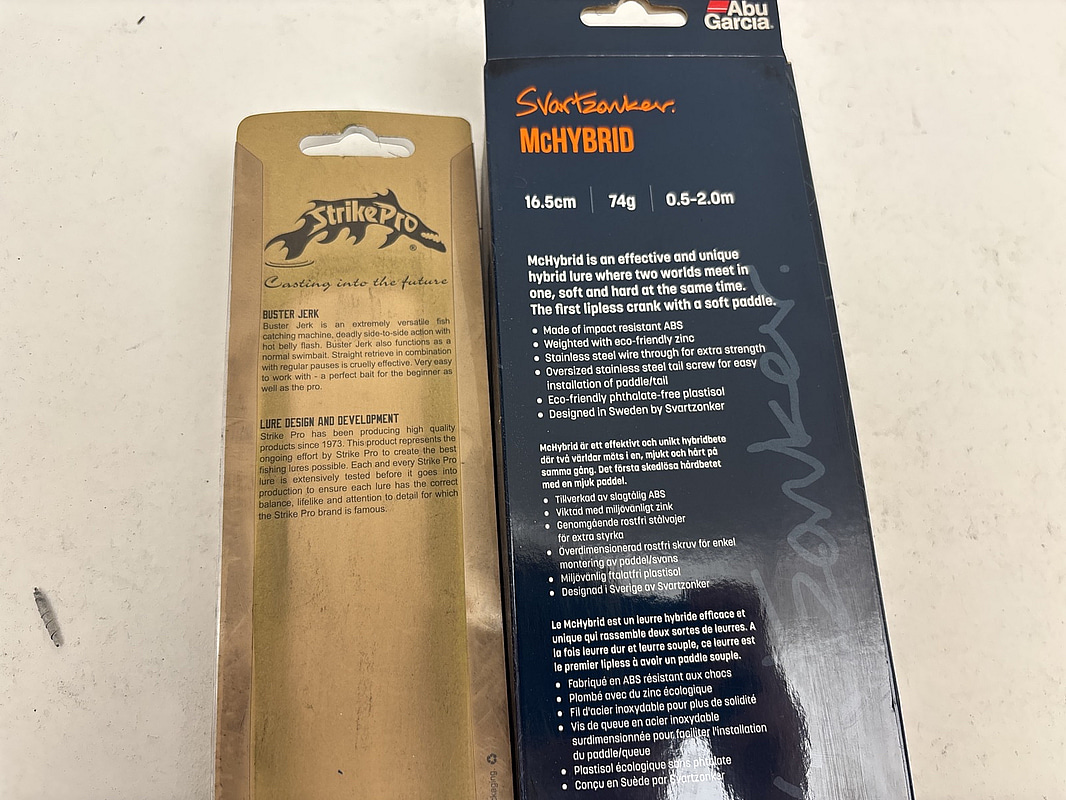 StrikePro
®
Casting into the future
BUSTER JERK
Buster Jerk is an extremely versatile fish
catching machine, deadly side-to-side action with
hot belly flash. Buster Jerk also functions as a
normal swimbait. Straight retrieve in combination
with regular pauses is cruelly effective. Very easy
to work with - a perfect bait for the beginner as
well as the pro.
LURE DESIGN AND DEVELOPMENT
Strike Pro has been producing high quality
products since 1973. This product represents the
ongoing effort by Strike Pro to create the best
fishing lures possible. Each and every Strike Pro
lure is extensively tested before it goes into
production to ensure each lure has the correct
balance, lifelike and attention to detail for which
the Strike Pro brand is famous.
Abu
Garcia®
Svartzonker.
McHYBRID
16.5cm | 74g | 0.5-2.0m
McHybrid is an effective and unique
hybrid lure where two worlds meet in
one, soft and hard at the same time.
The first lipless crank with a soft paddle.
• Made of impact resistant ABS
• Weighted with eco-friendly zinc
• Stainless steel wire through for extra strength
• Oversized stainless steel tail screw for easy
installation of paddle/tail
• Eco-friendly phthalate-free plastisol
• Designed in Sweden by Svartzonker
McHybrid är ett effektivt och unikt hybridbete
där två världar möts i en, mjukt och hårt på
samma gång. Det första skedlösa hårdbetet
med en mjuk paddel.
• Tillverkad av slagtålig ABS
• Viktad med miljövänligt zink
• Genomgående rostfri stålvajer
för extra styrka
• Överdimensionerad rostfri skruv för enkel
montering av paddel/svans
• Miljövänlig ftalatfri plastisol
• Designad i Sverige av Svartzonker
Le McHybrid est un leurre hybride efficace et
unique qui rassemble deux sortes de leurres. A
la fois leurre dur et leurre souple, ce leurre est
le premier lipless à avoir un paddle souple.
• Fabriqué en ABS résistant aux chocs
• Plombé avec du zinc écologique
• Fil d'acier inoxydable pour plus de solidité
• Vis de queue en acier inoxydable
surdimensionnée pour faciliter l'installation
du paddle/queue
• Plastisol écologique sans phtalate
• Conçu en Suède par Svartzonker